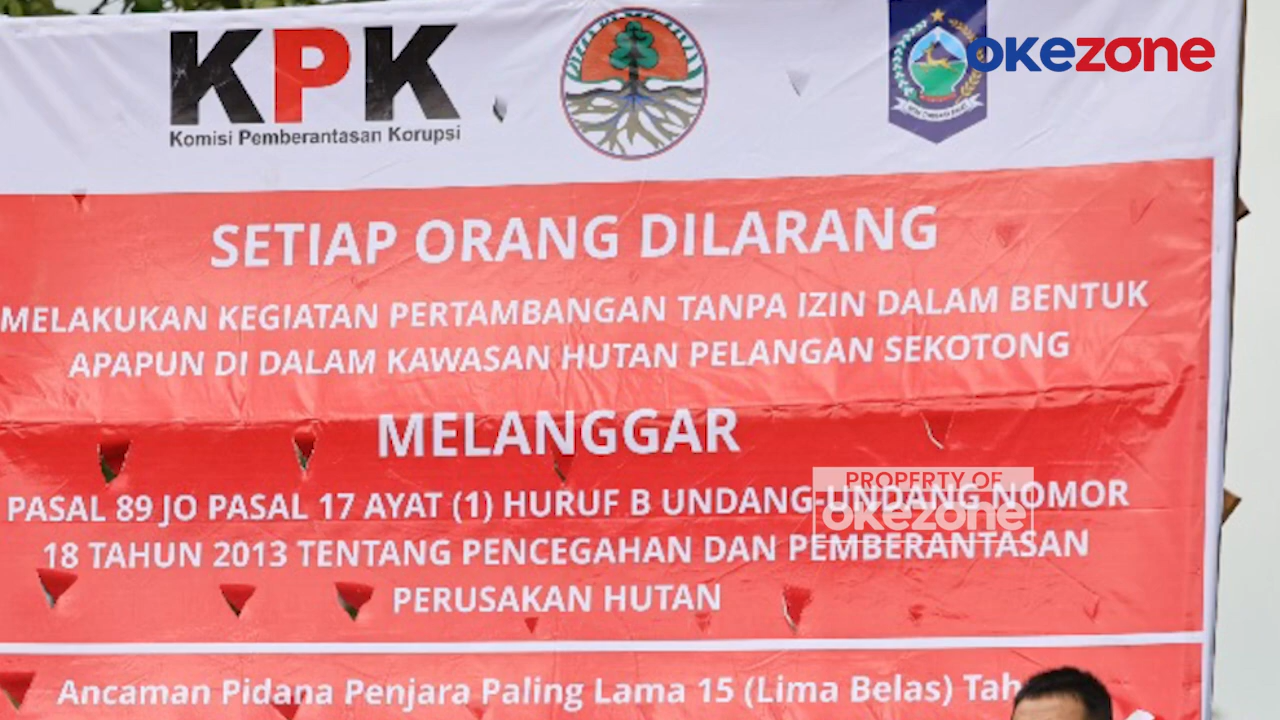 KPK
Komisi Pemberantasan Korupsi
okezone
SETIAP ORANG DILARANG
MELAKUKAN KEGIATAN PERTAMBANGAN TANPA IZIN DALAM BENTUK
APAPUN DI DALAM KAWASAN HUTAN PELANGAN SEKOTONG
MELANGGAR
PASAL 89 JO PASAL 17 AYAT (1) HURUF B UNDANG-UNDANG NOMOR
18 TAHUN 2013 TENTANG PENCEGAHAN DAN PEMBERANTASAN
PERUSAKAN HUTAN
PROPERTY OF
okezone
Ancaman Pidana Penjara Paling Lama 15 (Lima Belas) Tah